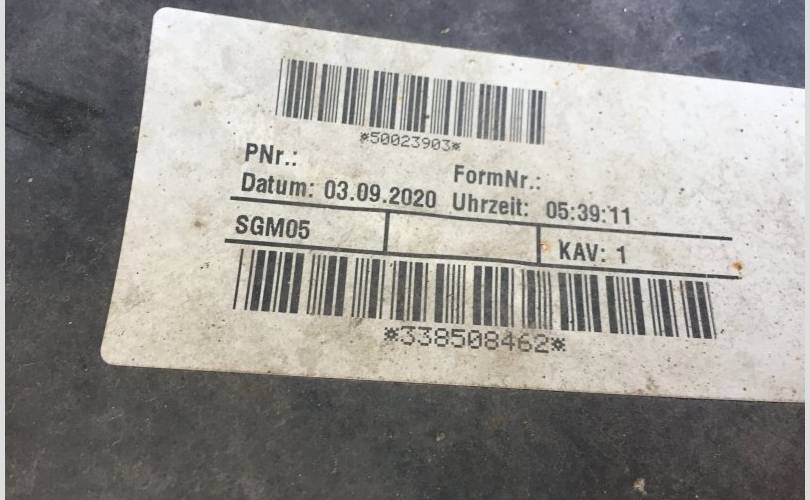 *50023903*
PNr.:
FormNr.:
Datum: 03.09.2020 Uhrzeit: 05:39:11
SGM05 KAV: 1
*338508462*